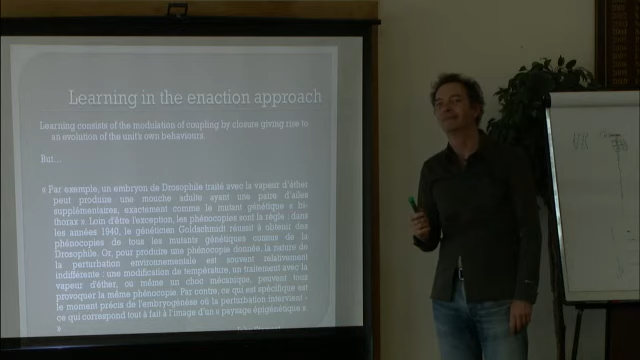 Learning in the enaction approach
Learning consists of the modulation of coupling by closure giving rise to
an evolution of the unit's own behaviours.
But...
« Par exemple, un embryon de Drosophile traité avec la vapeur d'éther
peut produire une mouche adulte ayant une paire d'ailes
supplémentaires, exactement comme le mutant génétique « bi-
thorax ». Loin d'être l'exception, les phénocopies sont la règle : dans
les années 1940, le généticien Goldschmidt réussit à obtenir des
phénocopies de tous les mutants génétiques connus de la
Drosophila. Or, pour produire une phénocopie donnée, la nature de
la perturbation environnementale est souvent relativement
indifférente : une modification de température, un traitement avec la
vapeur d'éther, ou même un choc mécanique, peuvent tous
provoquer la même phénocopie. Par contre, ce qui est spécifique est
le moment précis de l'embryogenèse où la perturbation intervient -
ce qui correspond tout à fait à l'image d'un « paysage épigénétique ».
»